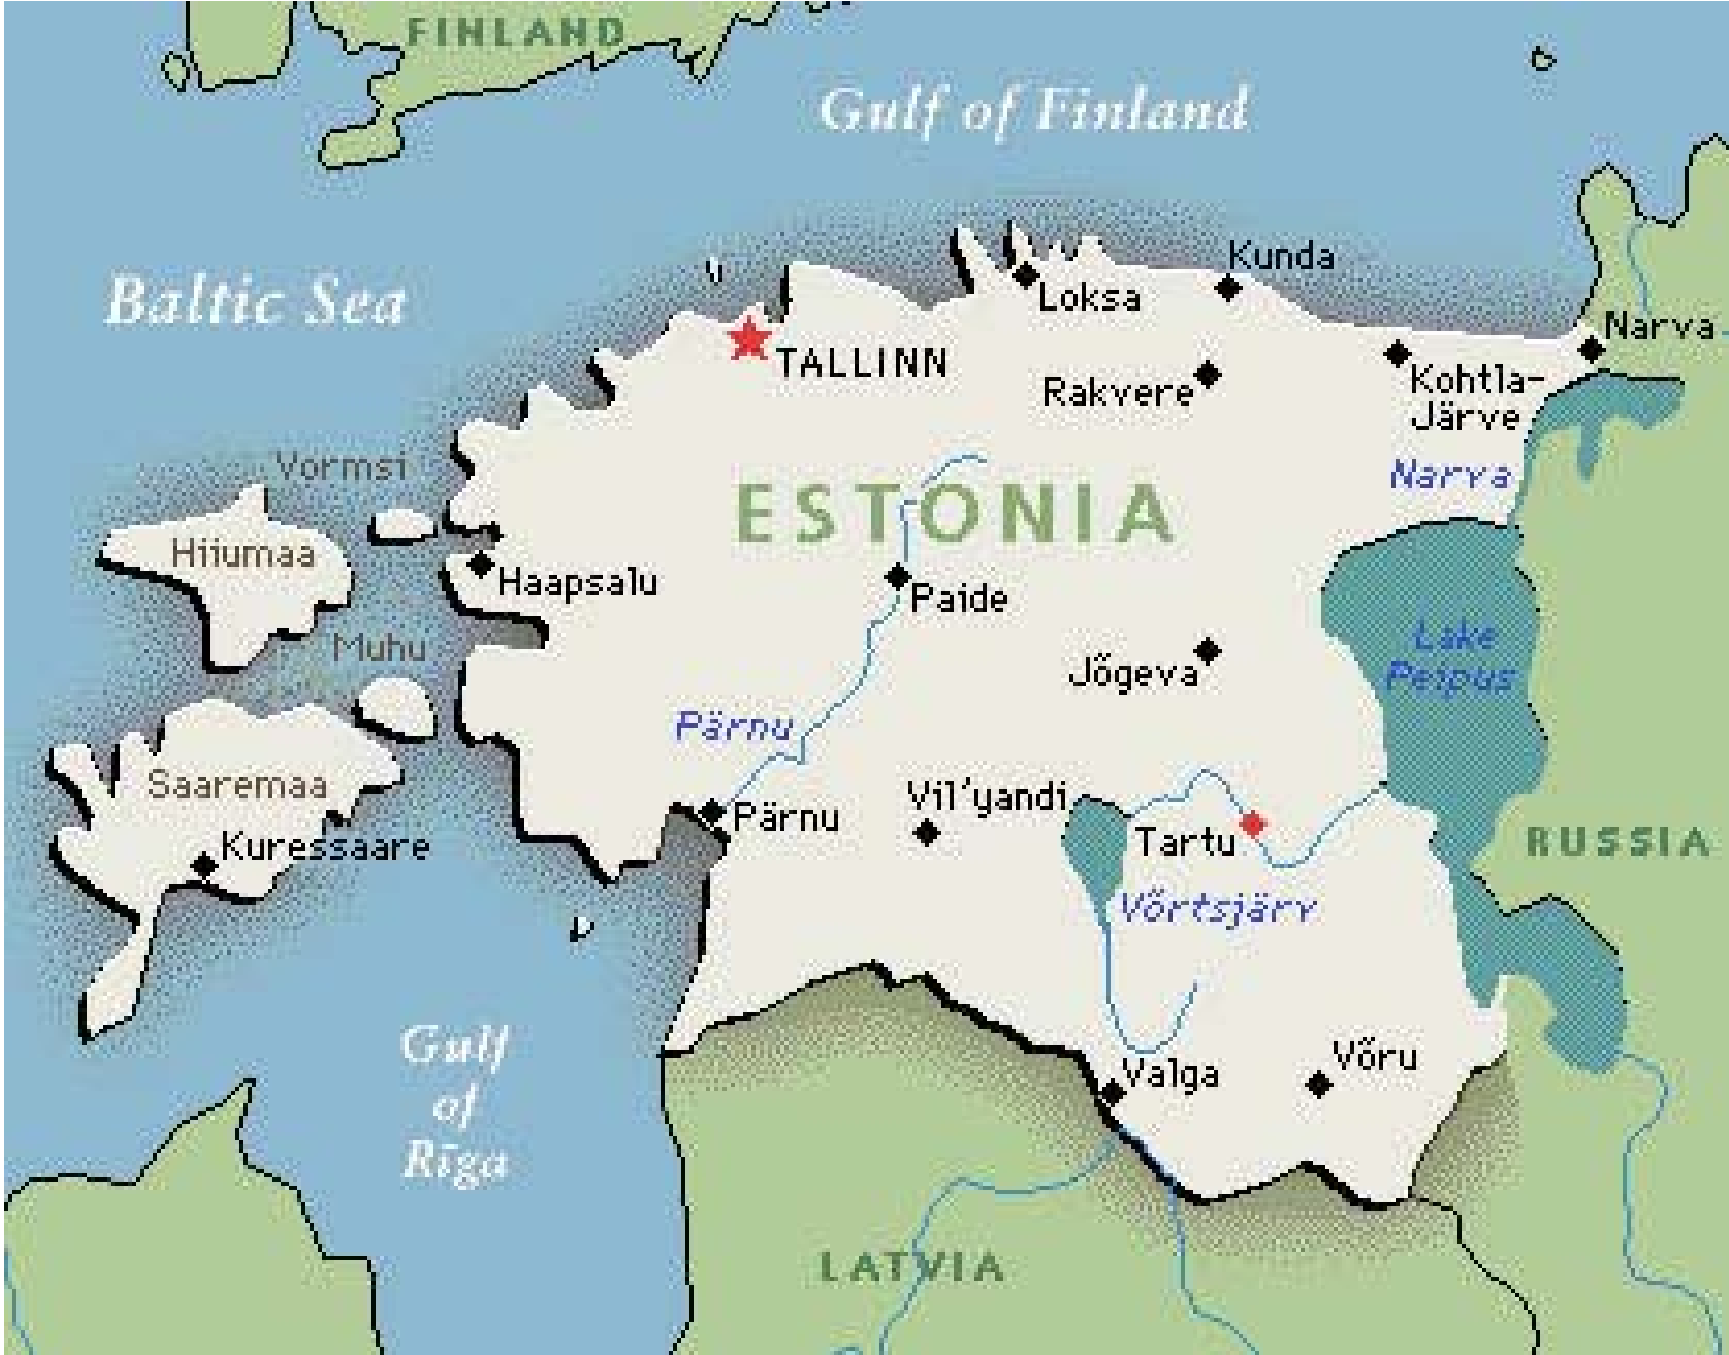 FINLAND
Gulf of Finland
Baltic Sea
Kunda
Loksa
Narva
TALLINN
Rakvere
Kohtla-
Järve
Vormsi
Narva
ESTONIA
Hiiumaa
Haapsalu
Paide
Muhu
Lake
Peipus
Jõgeva
Pärnu
Saaremaa
Vil'yandi
Pärnu
Tartu
RUSSIA
Kuressaare
Võrtsjärv
Gulf
of
Rīga
Valga
Võru
LATVIA